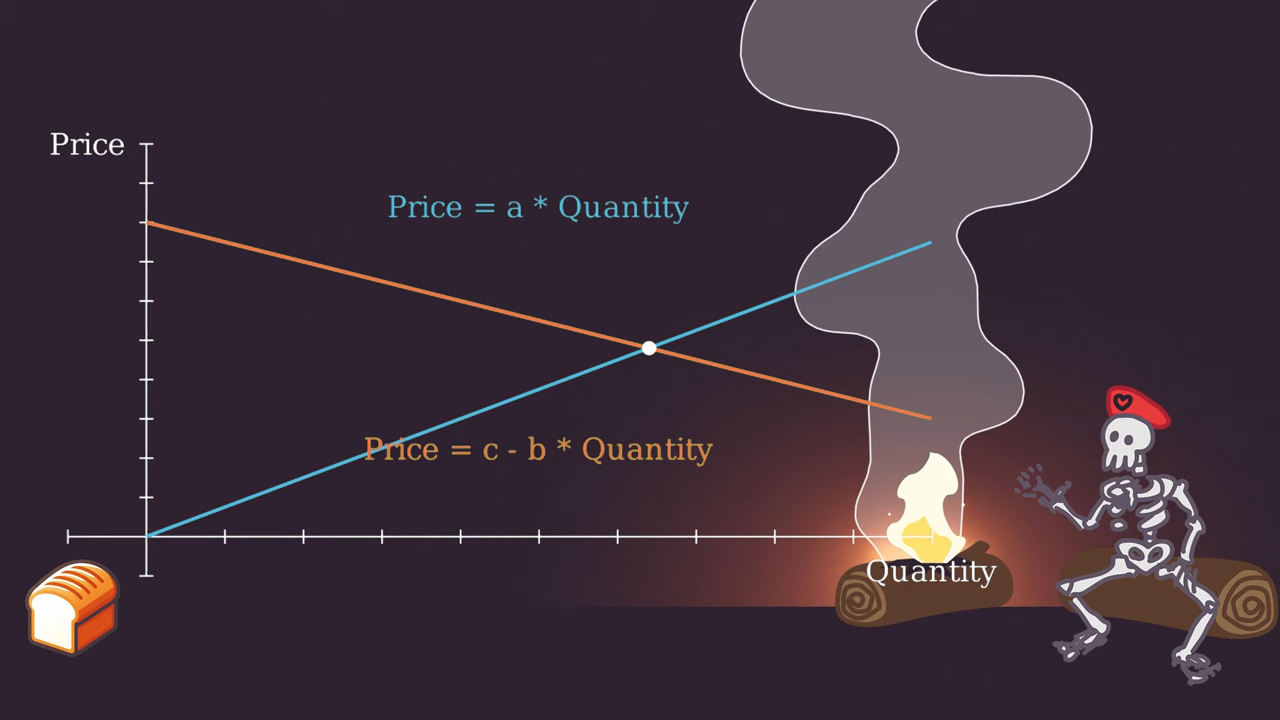 Price
Price = a * Quantity
Price = c - b * Quantity
Quantity